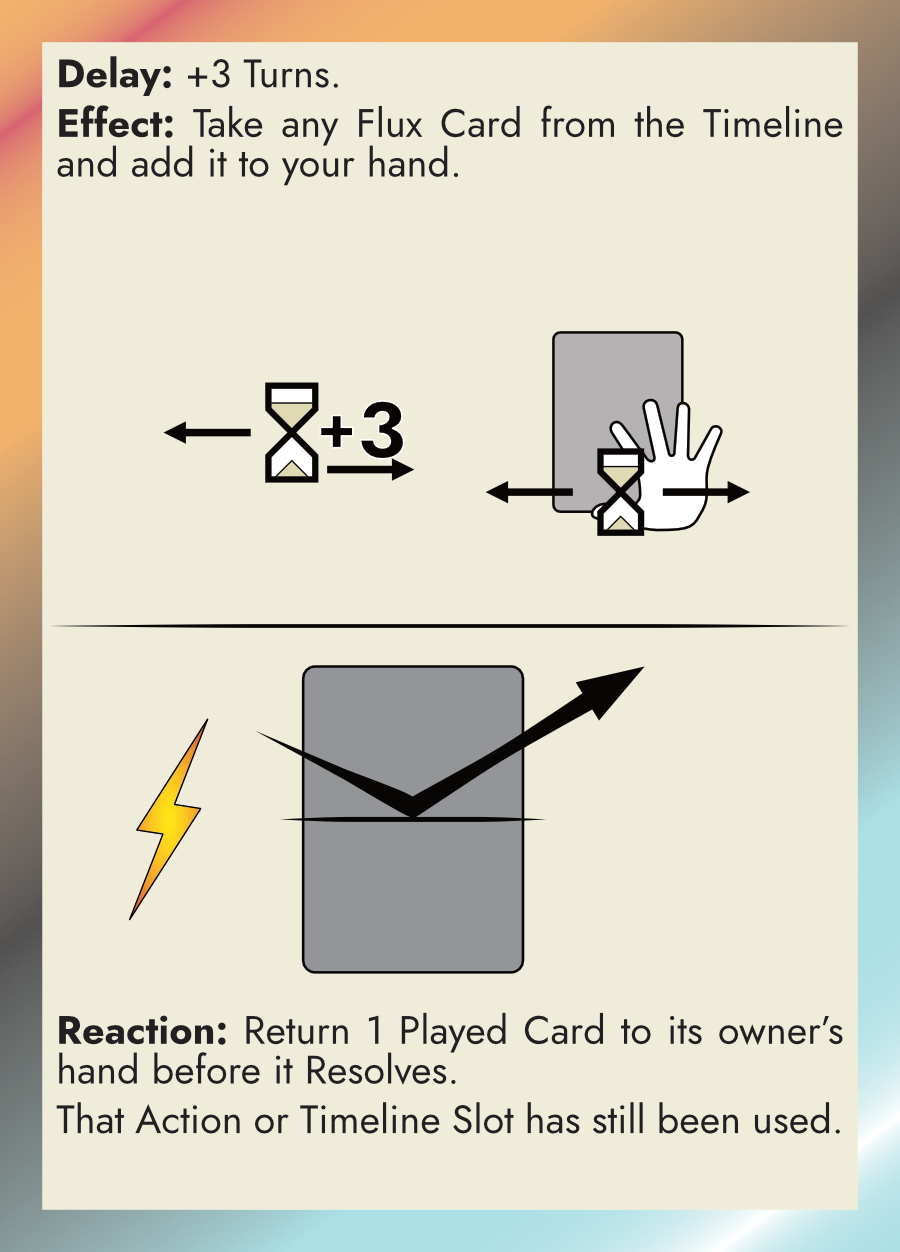 Delay: +3 Turns.
Effect: Take any Flux Card from the Timeline
and add it to your hand.
+3
Reaction: Return 1 Played Card to its owner’s
hand before it Resolves.
That Action or Timeline Slot has still been used.